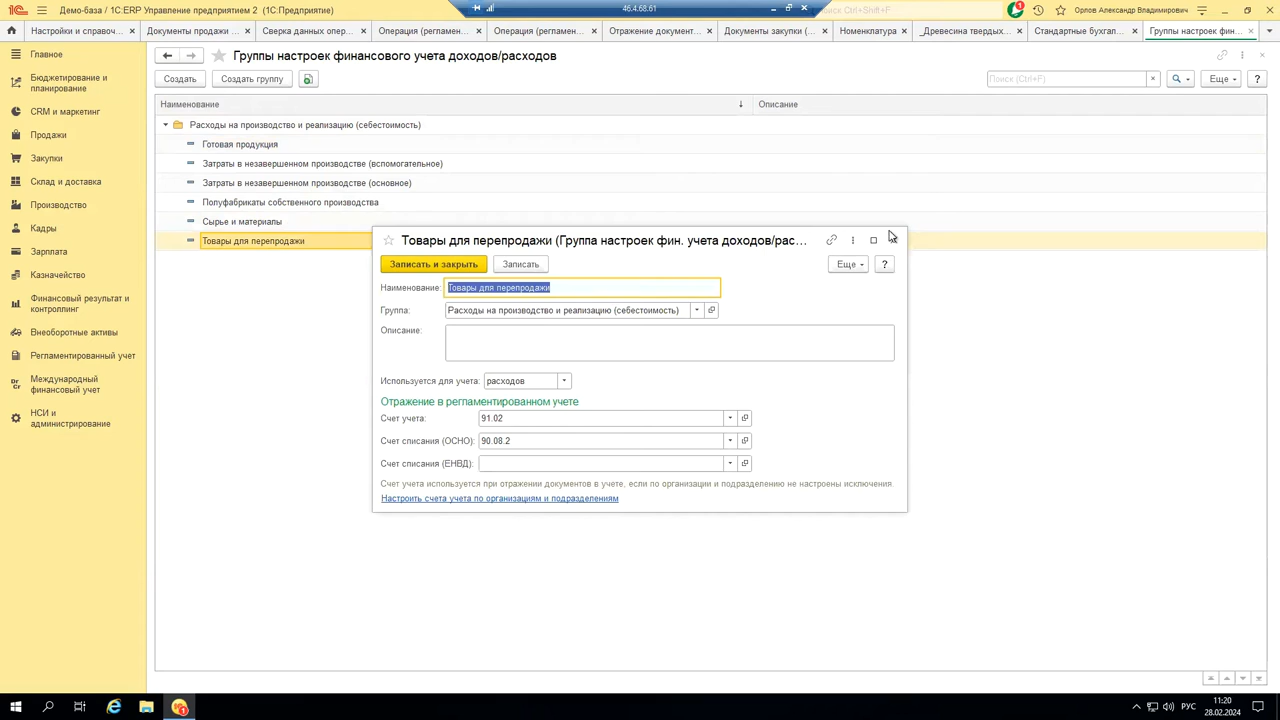 Демо-база / 1С:ERP Управление предприятием 2 (1С:Предприятие)
46.4.68.61
Поиск Ctrl+Shift+F
1
Орлов Александр Владимирович
Настройки и справоч... ×
Документы продажи ... ×
Сверка данных опер... ×
Операция (регламен... ×
Операция (регламен... ×
Отражение документ... ×
Документы закупки (... ×
Номенклатура ×
_Древесина твердых... ×
Стандартные бухгал... ×
Группы настроек фин... ×
Главное
Бюджетирование и
планирование
CRM и маркетинг
Продажи
Закупки
Склад и доставка
Производство
Кадры
Зарплата
Казначейство
Финансовый результат и
контроллинг
Внеоборотные активы
Регламентированный учет
Международный
финансовый учет
НСИ и
администрирование
Группы настроек финансового учета доходов/расходов
Создать
Создать группу
Поиск (Ctrl+F)
×
Еще
?
Наименование
Описание
Расходы на производство и реализацию (себестоимость)
Готовая продукция
Затраты в незавершенном производстве (вспомогательное)
Затраты в незавершенном производстве (основное)
Полуфабрикаты собственного производства
Сырье и материалы
Товары для перепродажи
Товары для перепродажи (Группа настроек фин. учета доходов/рас...
Записать и закрыть
Записать
Еще
?
Наименование: Товары для перепродажи
Группа: Расходы на производство и реализацию (себестоимость)
Описание:
Используется для учета: расходов
Отражение в регламентированном учете
Счет учета: 91.02
Счет списания (ОСНО): 90.08.2
Счет списания (ЕНВД):
Счет учета используется при отражении документов в учете, если по организации и подразделению не настроены исключения.
Настроить счета учета по организациям и подразделениям
РУС
11:20
28.02.2024